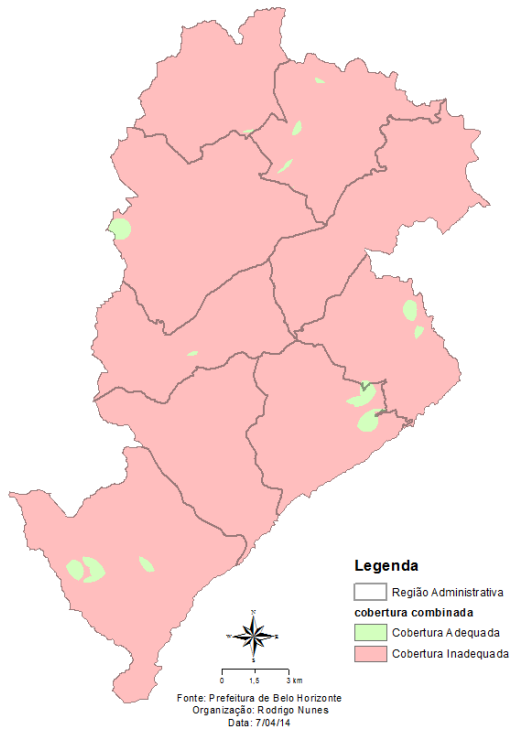 Legenda
Região Administrativa
cobertura combinada
Cobertura Adequada
Cobertura Inadequada
N
E
S
0 1,5 3 km
Fonte: Prefeitura de Belo Horizonte
Organização: Rodrigo Nunes
Data: 7/04/14